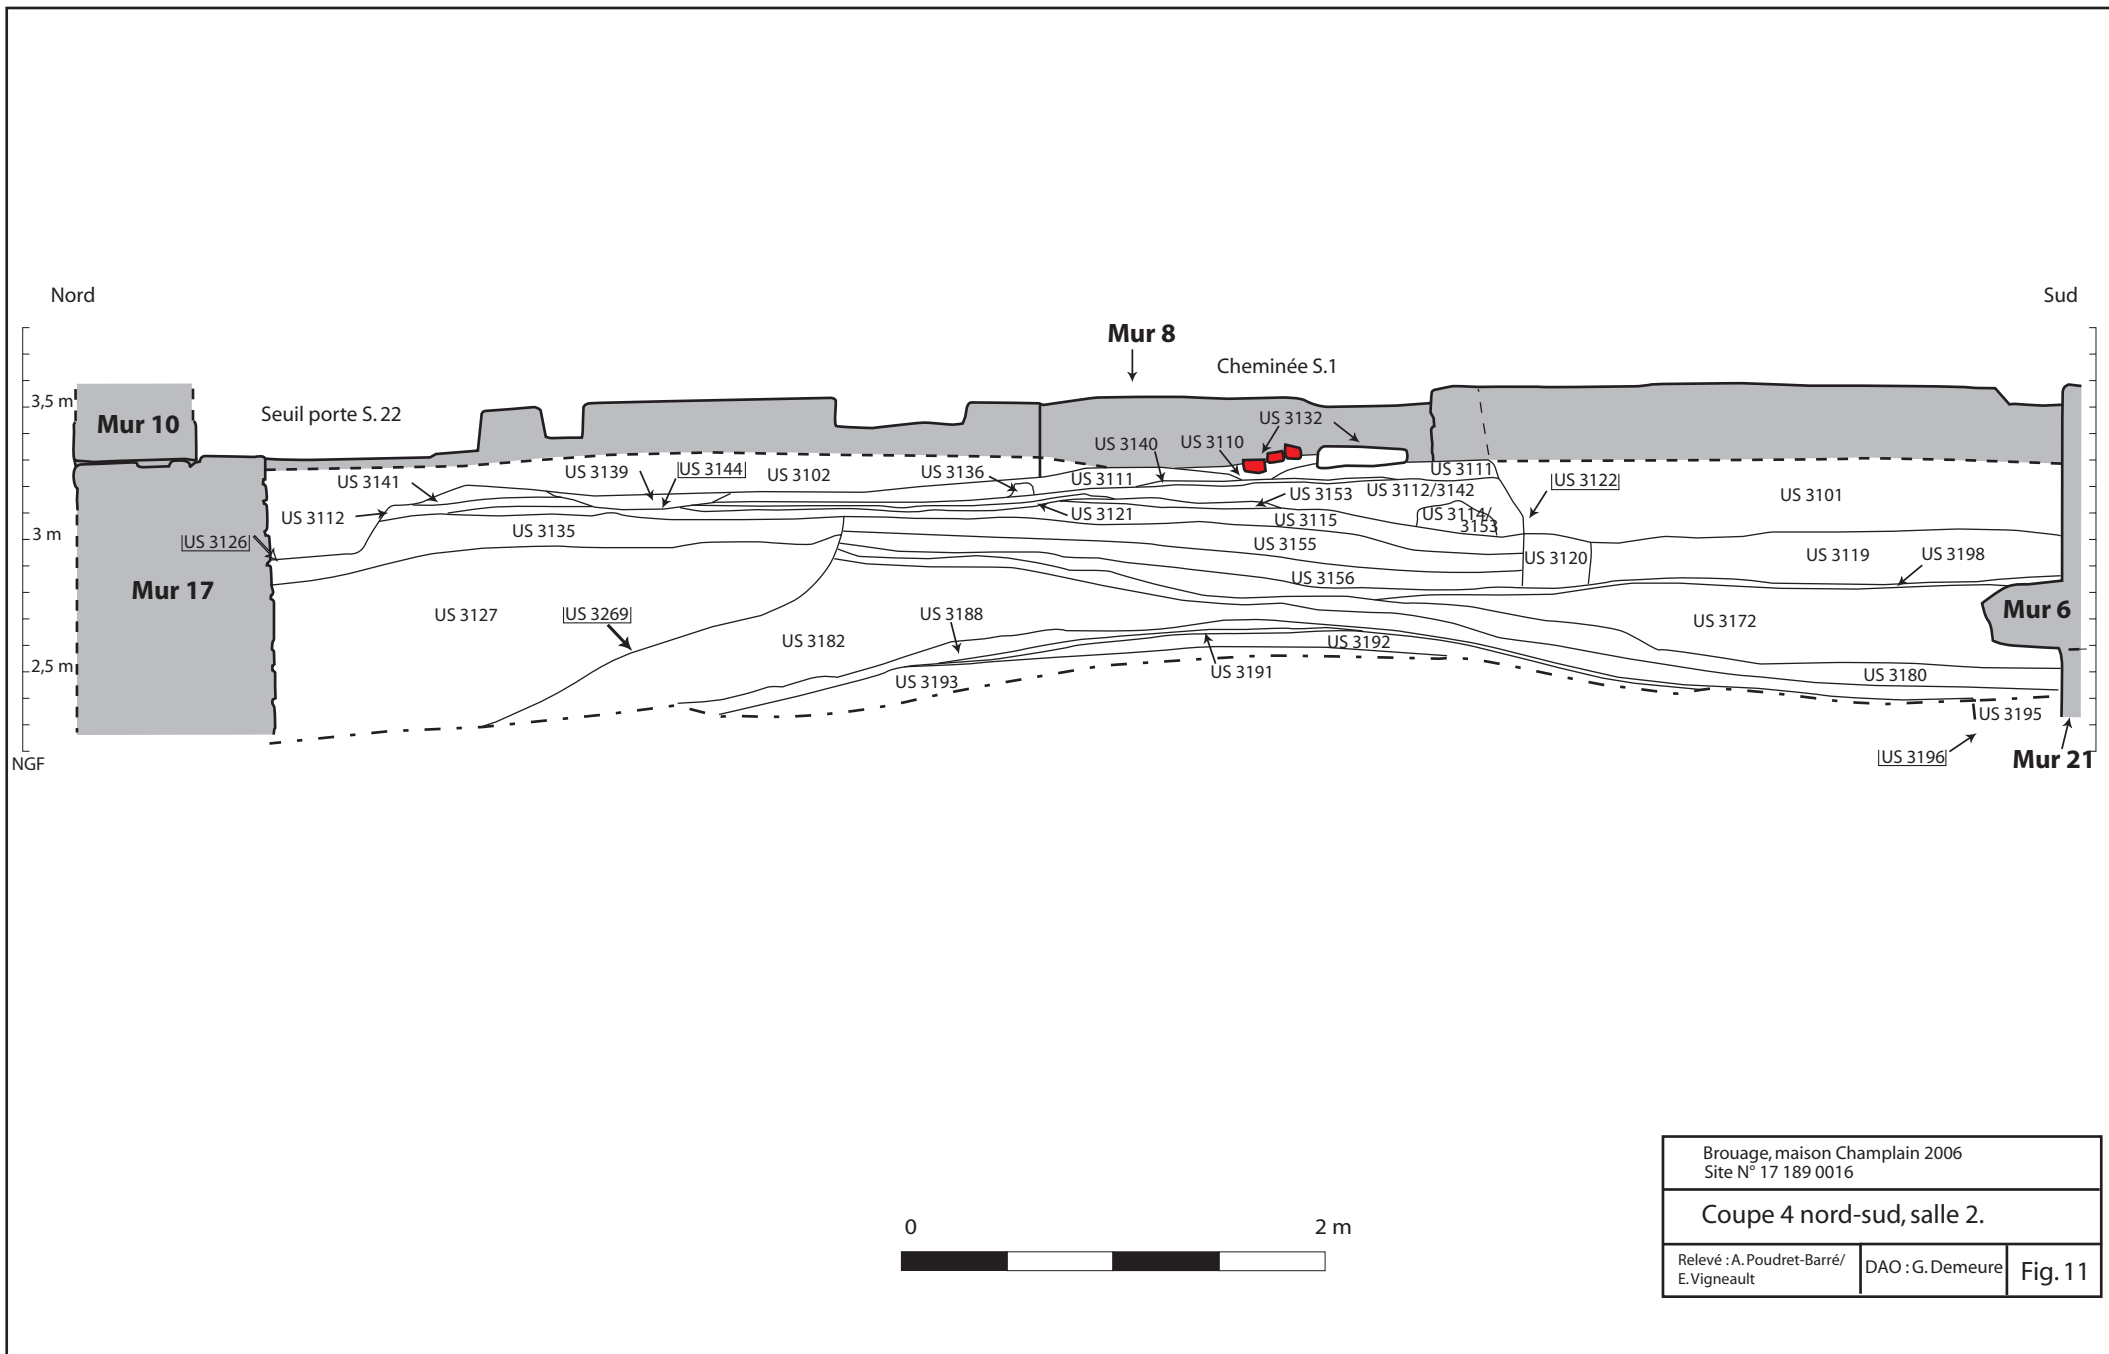 Nord
Sud
Mur 8
Cheminée S.1
3,5 m
Mur 10
Seuil porte S. 22
US 3132
US 3140
US 3110
US 3139
US 3144
US 3102
US 3136
US 3111
US 3111
US 3141
US 3112/3142
US 3122
US 3101
US 3153
US 3112
US 3121
US 3115
US 3114/
3153
3 m
US 3126
US 3135
US 3155
US 3120
US 3119
US 3198
US 3156
Mur 17
US 3127
US 3269
US 3188
US 3172
Mur 6
US 3182
US 3192
2,5 m
US 3193
US 3191
US 3180
US 3195
NGF
US 3196
Mur 21
0
2 m
Brouage, maison Champlain 2006
Site N° 17 189 0016
Coupe 4 nord-sud, salle 2.
Relevé : A. Poudret-Barré/
E. Vigneault
DAO : G. Demeure
Fig. 11